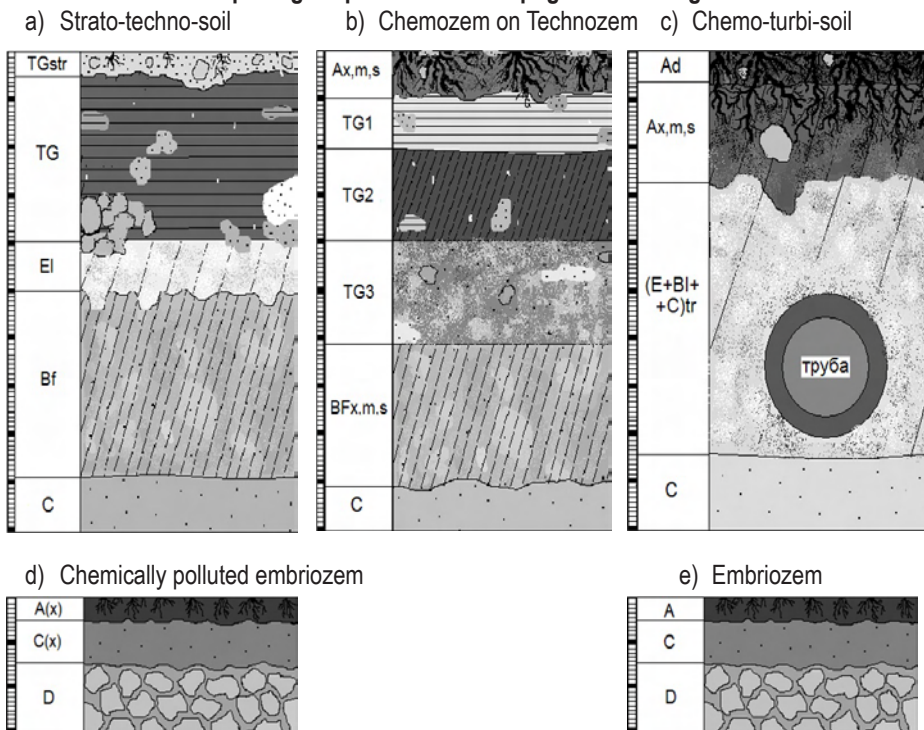 a) Strato-techno-soil
b) Chemozem on Technozem
c) Chemo-turbi-soil
TGstr
TG
El
Bf
C
Ax,m,s
TG1
TG2
TG3
BFx,m.s
C
Ad
Ax,m,s
(E+BI+
+C)tr
C
труба
d) Chemically polluted embriozem
e) Embriozem
A(x)
C(x)
D
A
C
D